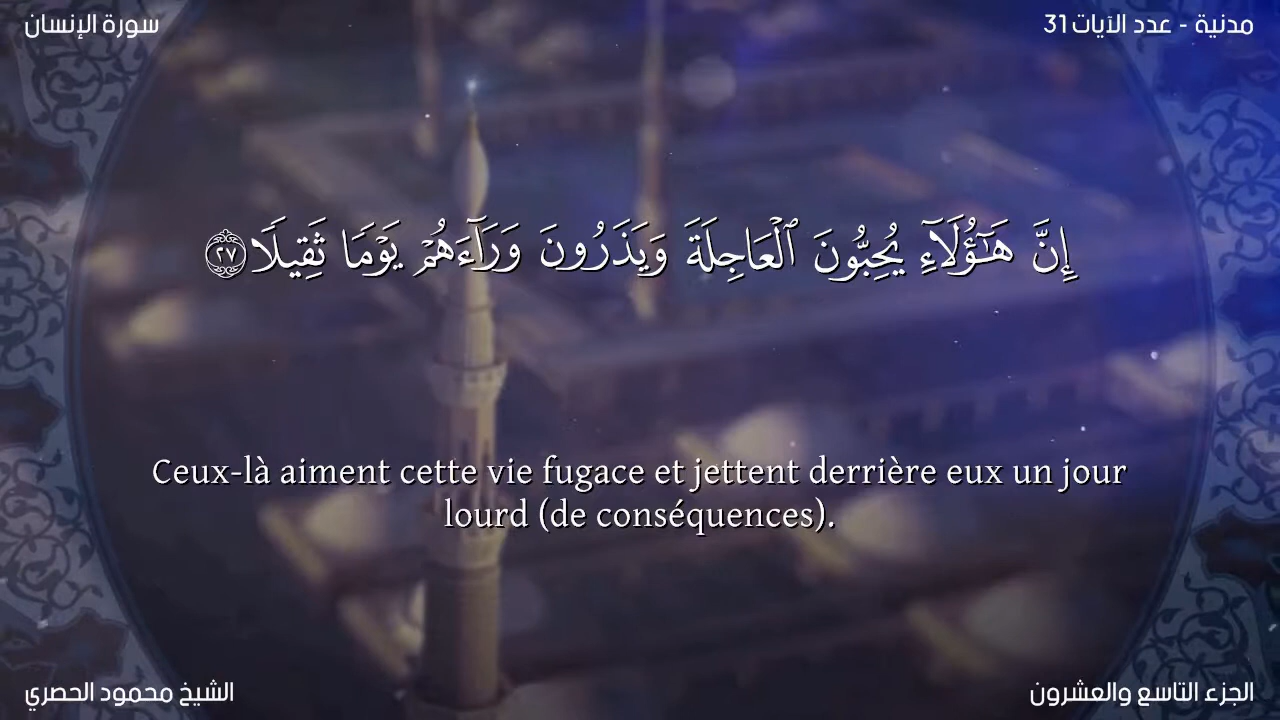 سورة الإنسان
مدنية - عدد الآيات 31
إِنَّ هَـٰٓؤُلَآءِ يُحِبُّونَ ٱلْعَاجِلَةَ وَيَذَرُونَ وَرَآءَهُمْ يَوْمًا ثَقِيلًا ٢٧
Ceux-là aiment cette vie fugace et jettent derrière eux un jour
lourd (de conséquences).
الشيخ محمود الحصري
الجزء التاسع والعشرون